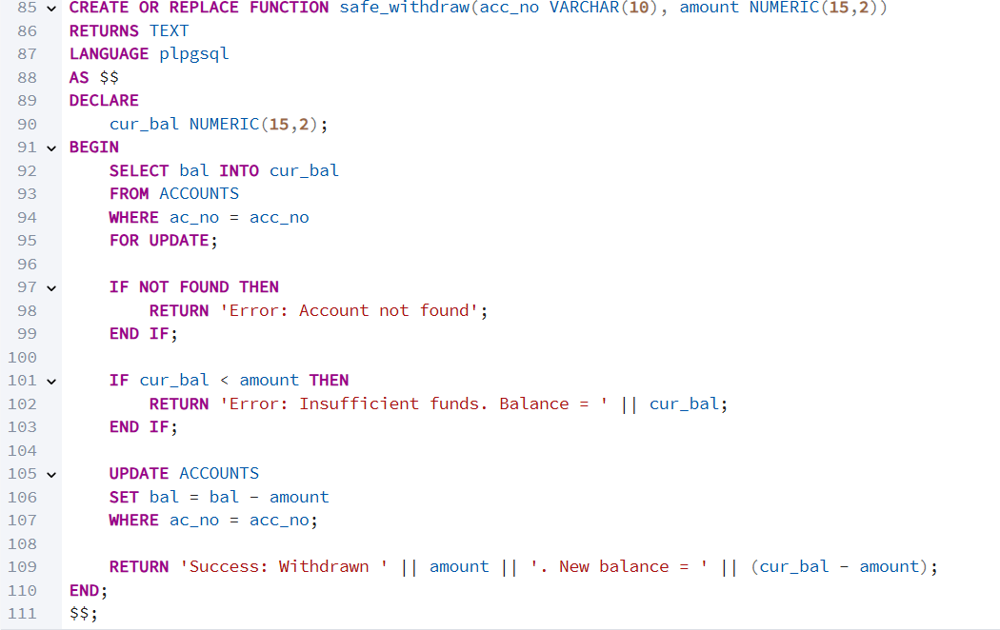 85 CREATE OR REPLACE FUNCTION safe_withdraw(acc_no VARCHAR(10), amount NUMERIC(15,2))
86 RETURNS TEXT
87 LANGUAGE plpgsql
88 AS $$
89 DECLARE
90     cur_bal NUMERIC(15,2);
91 BEGIN
92     SELECT bal INTO cur_bal
93     FROM ACCOUNTS
94     WHERE ac_no = acc_no
95     FOR UPDATE;
96
97     IF NOT FOUND THEN
98         RETURN 'Error: Account not found';
99     END IF;
100
101     IF cur_bal < amount THEN
102         RETURN 'Error: Insufficient funds. Balance = ' || cur_bal;
103     END IF;
104
105     UPDATE ACCOUNTS
106     SET bal = bal - amount
107     WHERE ac_no = acc_no;
108
109     RETURN 'Success: Withdrawn ' || amount || '. New balance = ' || (cur_bal - amount);
110 END;
111 $$;